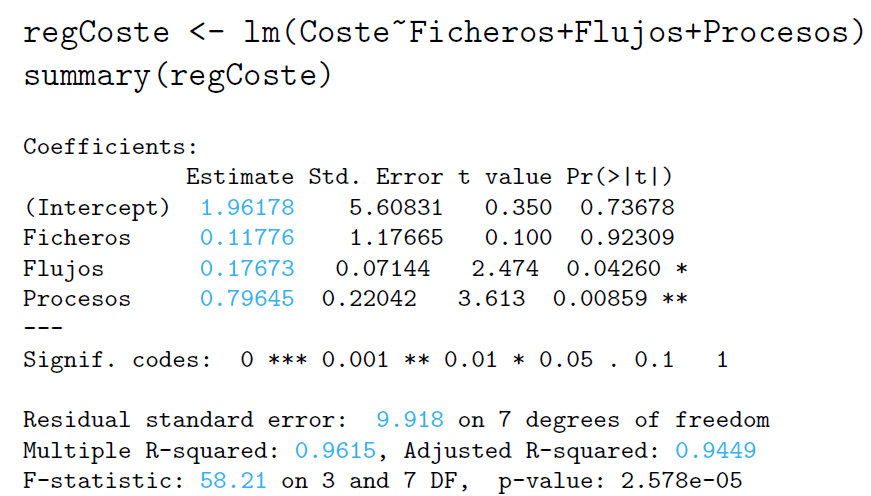 regCoste <- lm(Coste~Ficheros+Flujos+Procesos)
summary(regCoste)
Coefficients:
Estimate Std. Error t value Pr(>|t|)
(Intercept) 1.96178 5.60831 0.350 0.73678
Ficheros 0.11776 1.17665 0.100 0.92309
Flujos 0.17673 0.07144 2.474 0.04260 *
Procesos 0.79645 0.22042 3.613 0.00859 **
---
Signif. codes: 0 *** 0.001 ** 0.01 * 0.05 . 0.1 1
Residual standard error: 9.918 on 7 degrees of freedom
Multiple R-squared: 0.9615, Adjusted R-squared: 0.9449
F-statistic: 58.21 on 3 and 7 DF, p-value: 2.578e-05